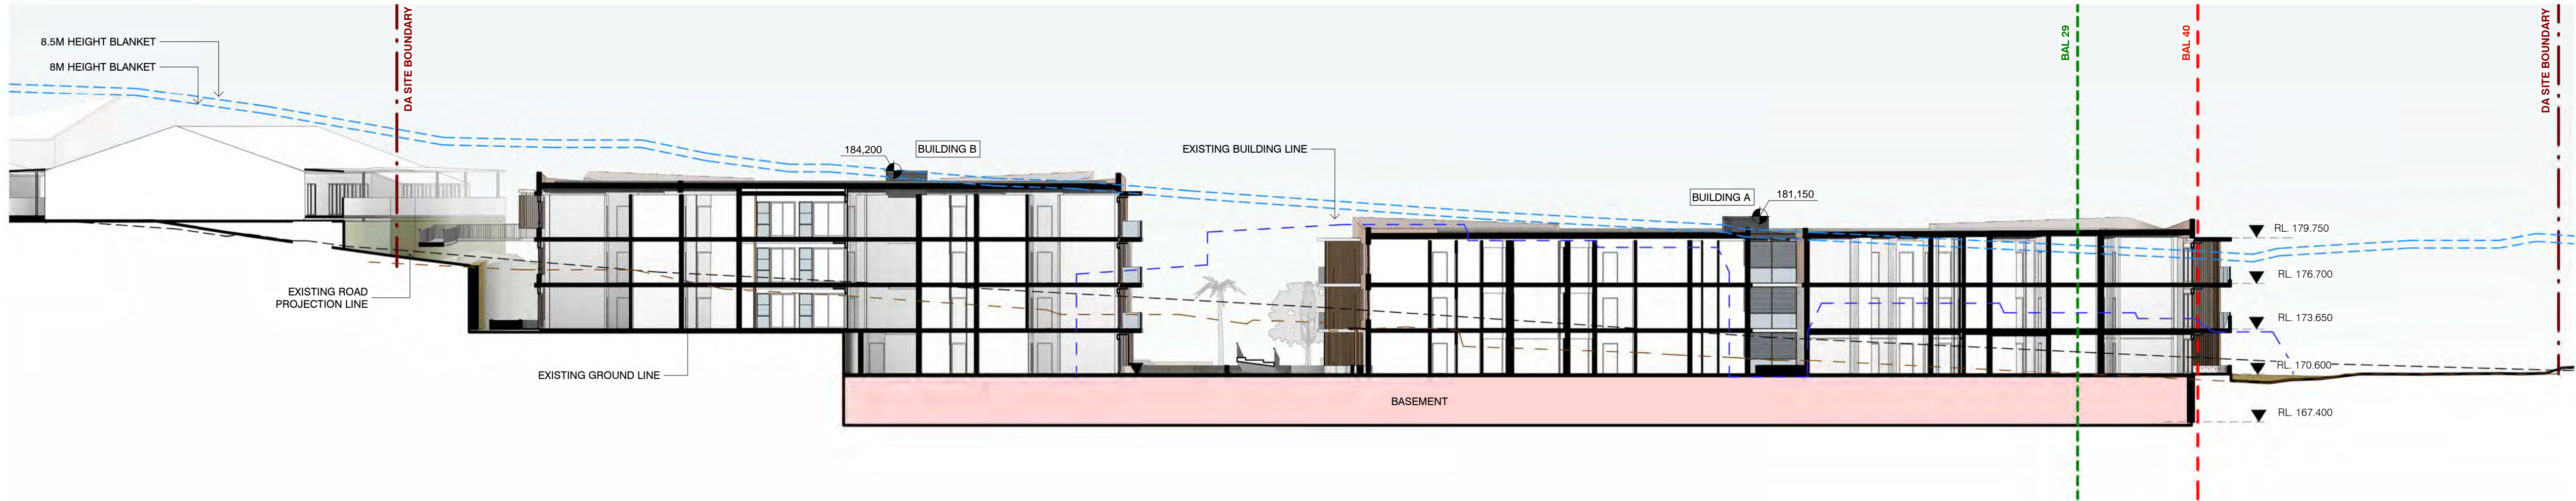 8.5M HEIGHT BLANKET
8M HEIGHT BLANKET
DA SITE BOUNDARY
184,200
BUILDING B
EXISTING BUILDING LINE
BUILDING A
181,150
BAL 29
BAL 40
DA SITE BOUNDARY
RL. 179.750
RL. 176.700
RL. 173.650
RL. 170.600
RL. 167.400
EXISTING ROAD
PROJECTION LINE
EXISTING GROUND LINE
BASEMENT